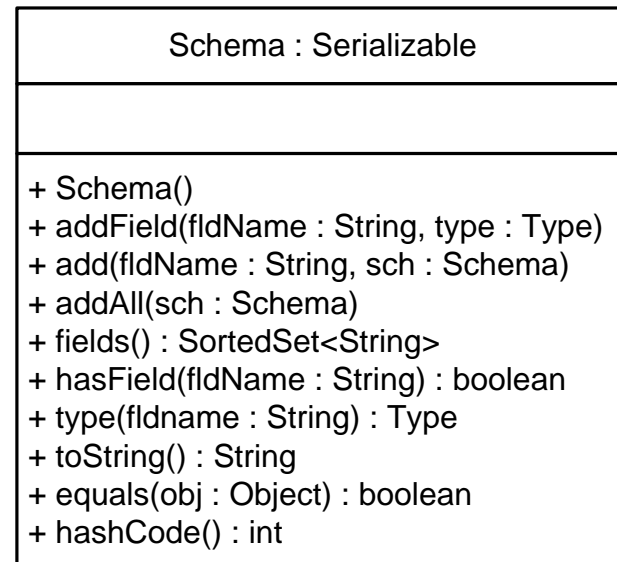 Schema : Serializable
+ Schema()
+ addField(fldName : String, type : Type)
+ add(fldName : String, sch : Schema)
+ addAll(sch : Schema)
+ fields() : SortedSet<String>
+ hasField(fldName : String) : boolean
+ type(fldname : String) : Type
+ toString() : String
+ equals(obj : Object) : boolean
+ hashCode() : int